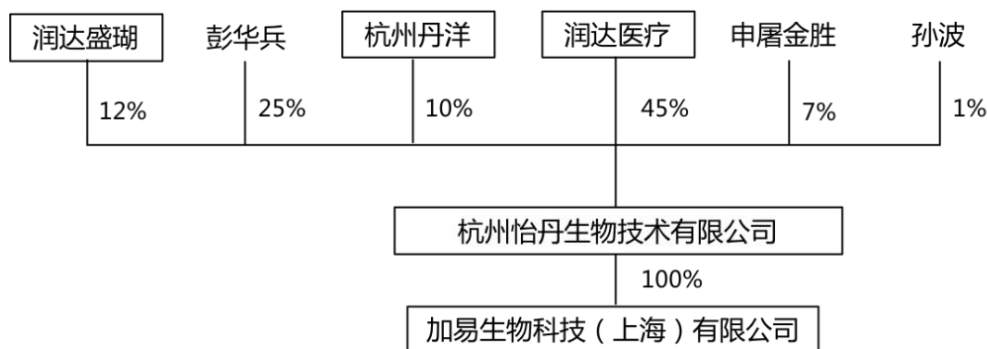 润达盛瑚 彭华兵 杭州丹洋 润达医疗 申屠金胜 孙波
12% 25% 10% 45% 7% 1%
杭州怡丹生物技术有限公司
100%
加易生物科技（上海）有限公司